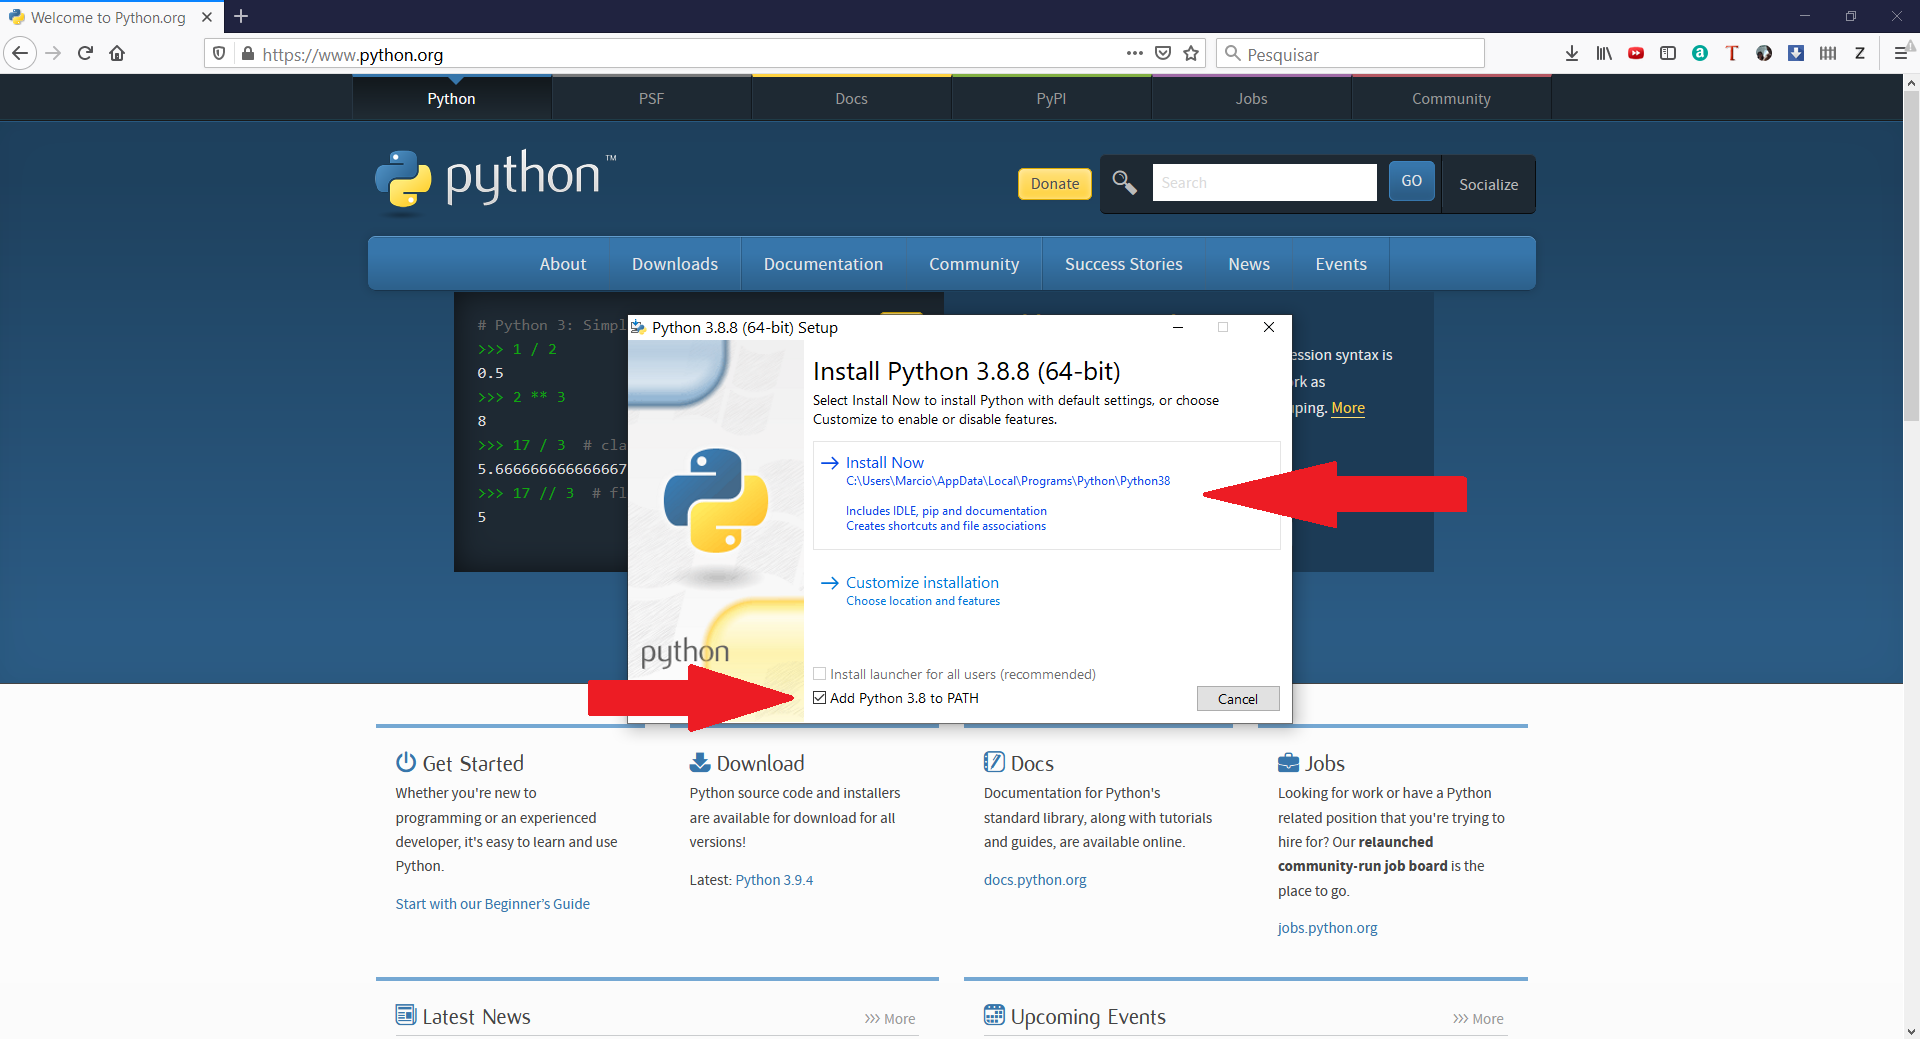 Welcome to Python.org
https://www.python.org
Pesquisar
Python
PSF
Docs
PyPI
Jobs
Community
python™
Donate
Search
GO
Socialize
About
Downloads
Documentation
Community
Success Stories
News
Events
# Python 3: Simpl
>>> 1 / 2
0.5
>>> 2 ** 3
8
>>> 17 / 3 # cla
5.666666666666667
>>> 17 // 3 # fl
5
ession syntax is
rk as
ping. More
Python 3.8.8 (64-bit) Setup
Install Python 3.8.8 (64-bit)
Select Install Now to install Python with default settings, or choose
Customize to enable or disable features.
Install Now
C:\Users\Marcio\AppData\Local\Programs\Python\Python38
Includes IDLE, pip and documentation
Creates shortcuts and file associations
Customize installation
Choose location and features
python
Install launcher for all users (recommended)
Add Python 3.8 to PATH
Cancel
Get Started
Whether you're new to
programming or an experienced
developer, it's easy to learn and use
Python.
Start with our Beginner’s Guide
Download
Python source code and installers
are available for download for all
versions!
Latest: Python 3.9.4
Docs
Documentation for Python's
standard library, along with tutorials
and guides, are available online.
docs.python.org
Jobs
Looking for work or have a Python
related position that you're trying to
hire for? Our relaunched
community-run job board is the
place to go.
jobs.python.org
Latest News
>>> More
Upcoming Events
>>> More